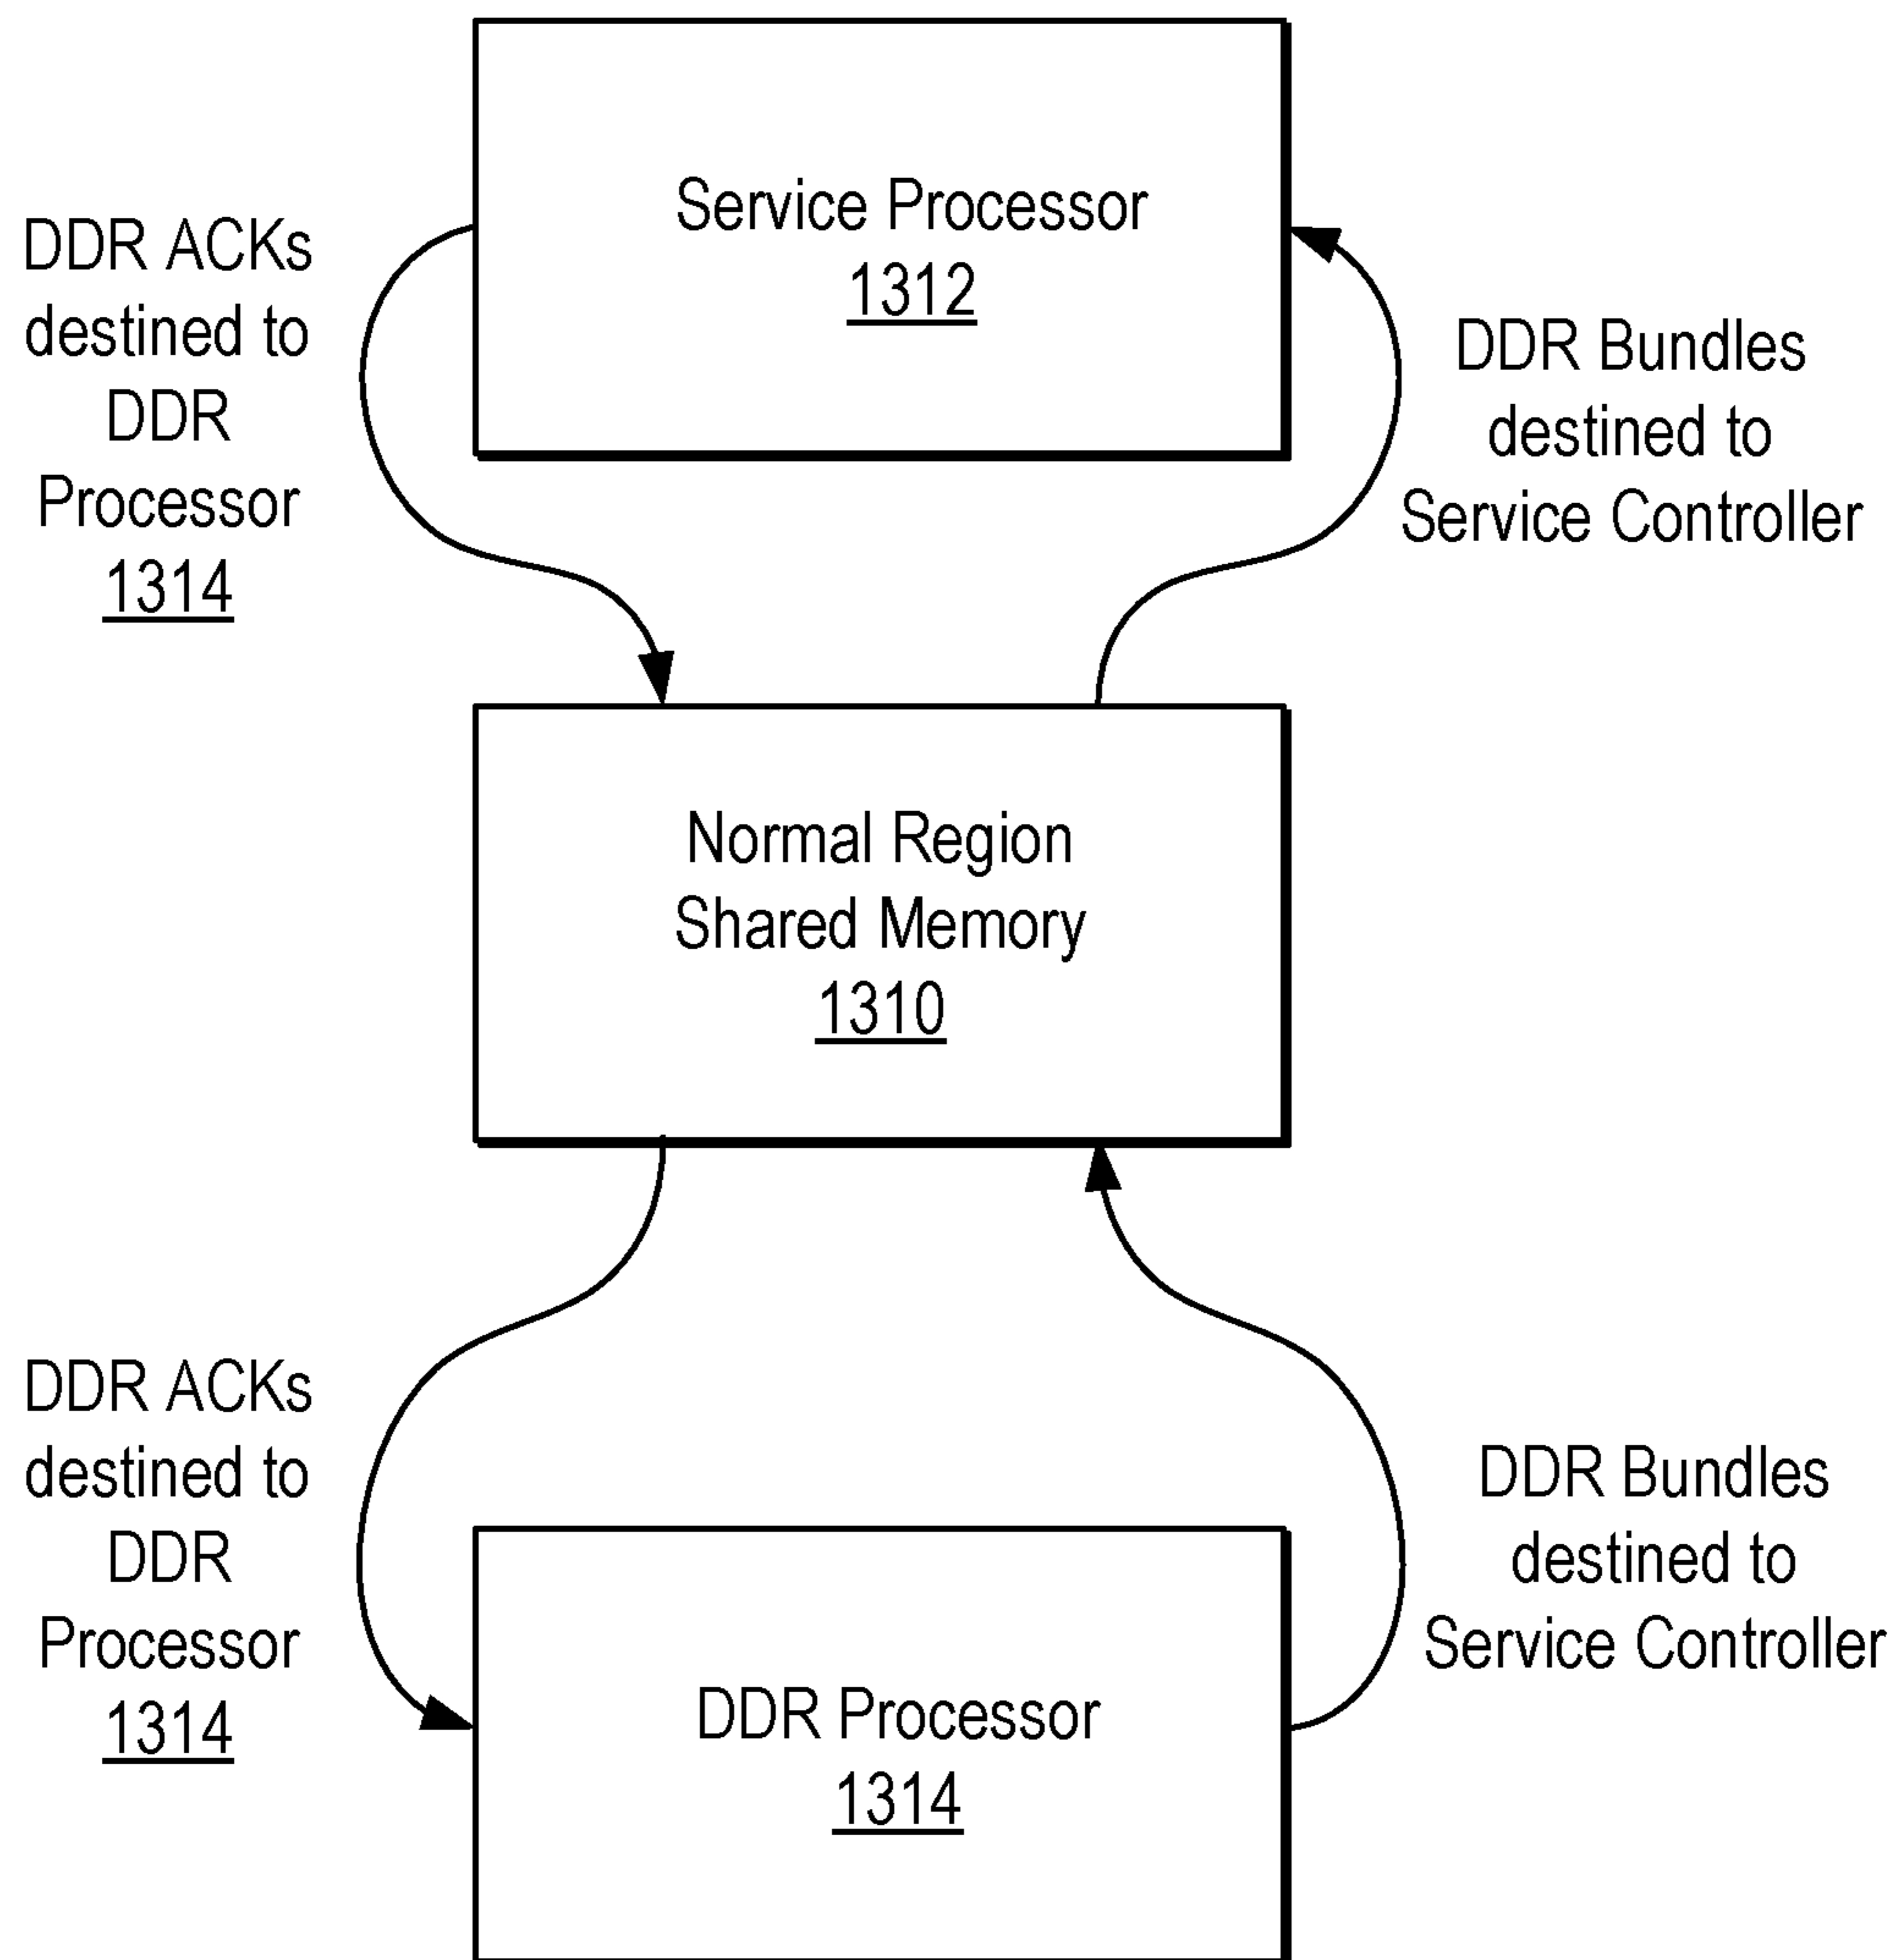 Service Processor
1312
DDR ACKs
destined to
DDR
Processor
1314
DDR Bundles
destined to
Service Controller
Normal Region
Shared Memory
1310
DDR ACKs
destined to
DDR
Processor
1314
DDR Bundles
destined to
Service Controller
DDR Processor
1314